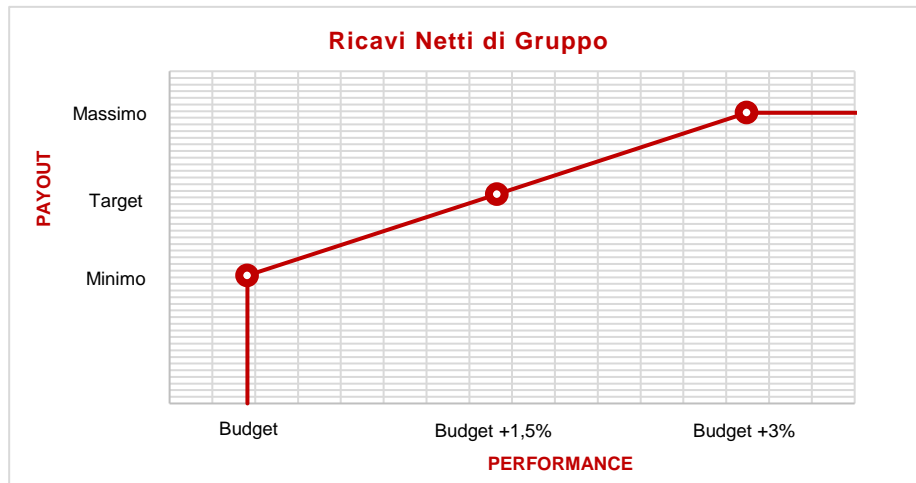 Ricavi Netti di Gruppo
Massimo
PAYOUT
Target
Minimo
Budget
Budget +1,5%
Budget +3%
PERFORMANCE